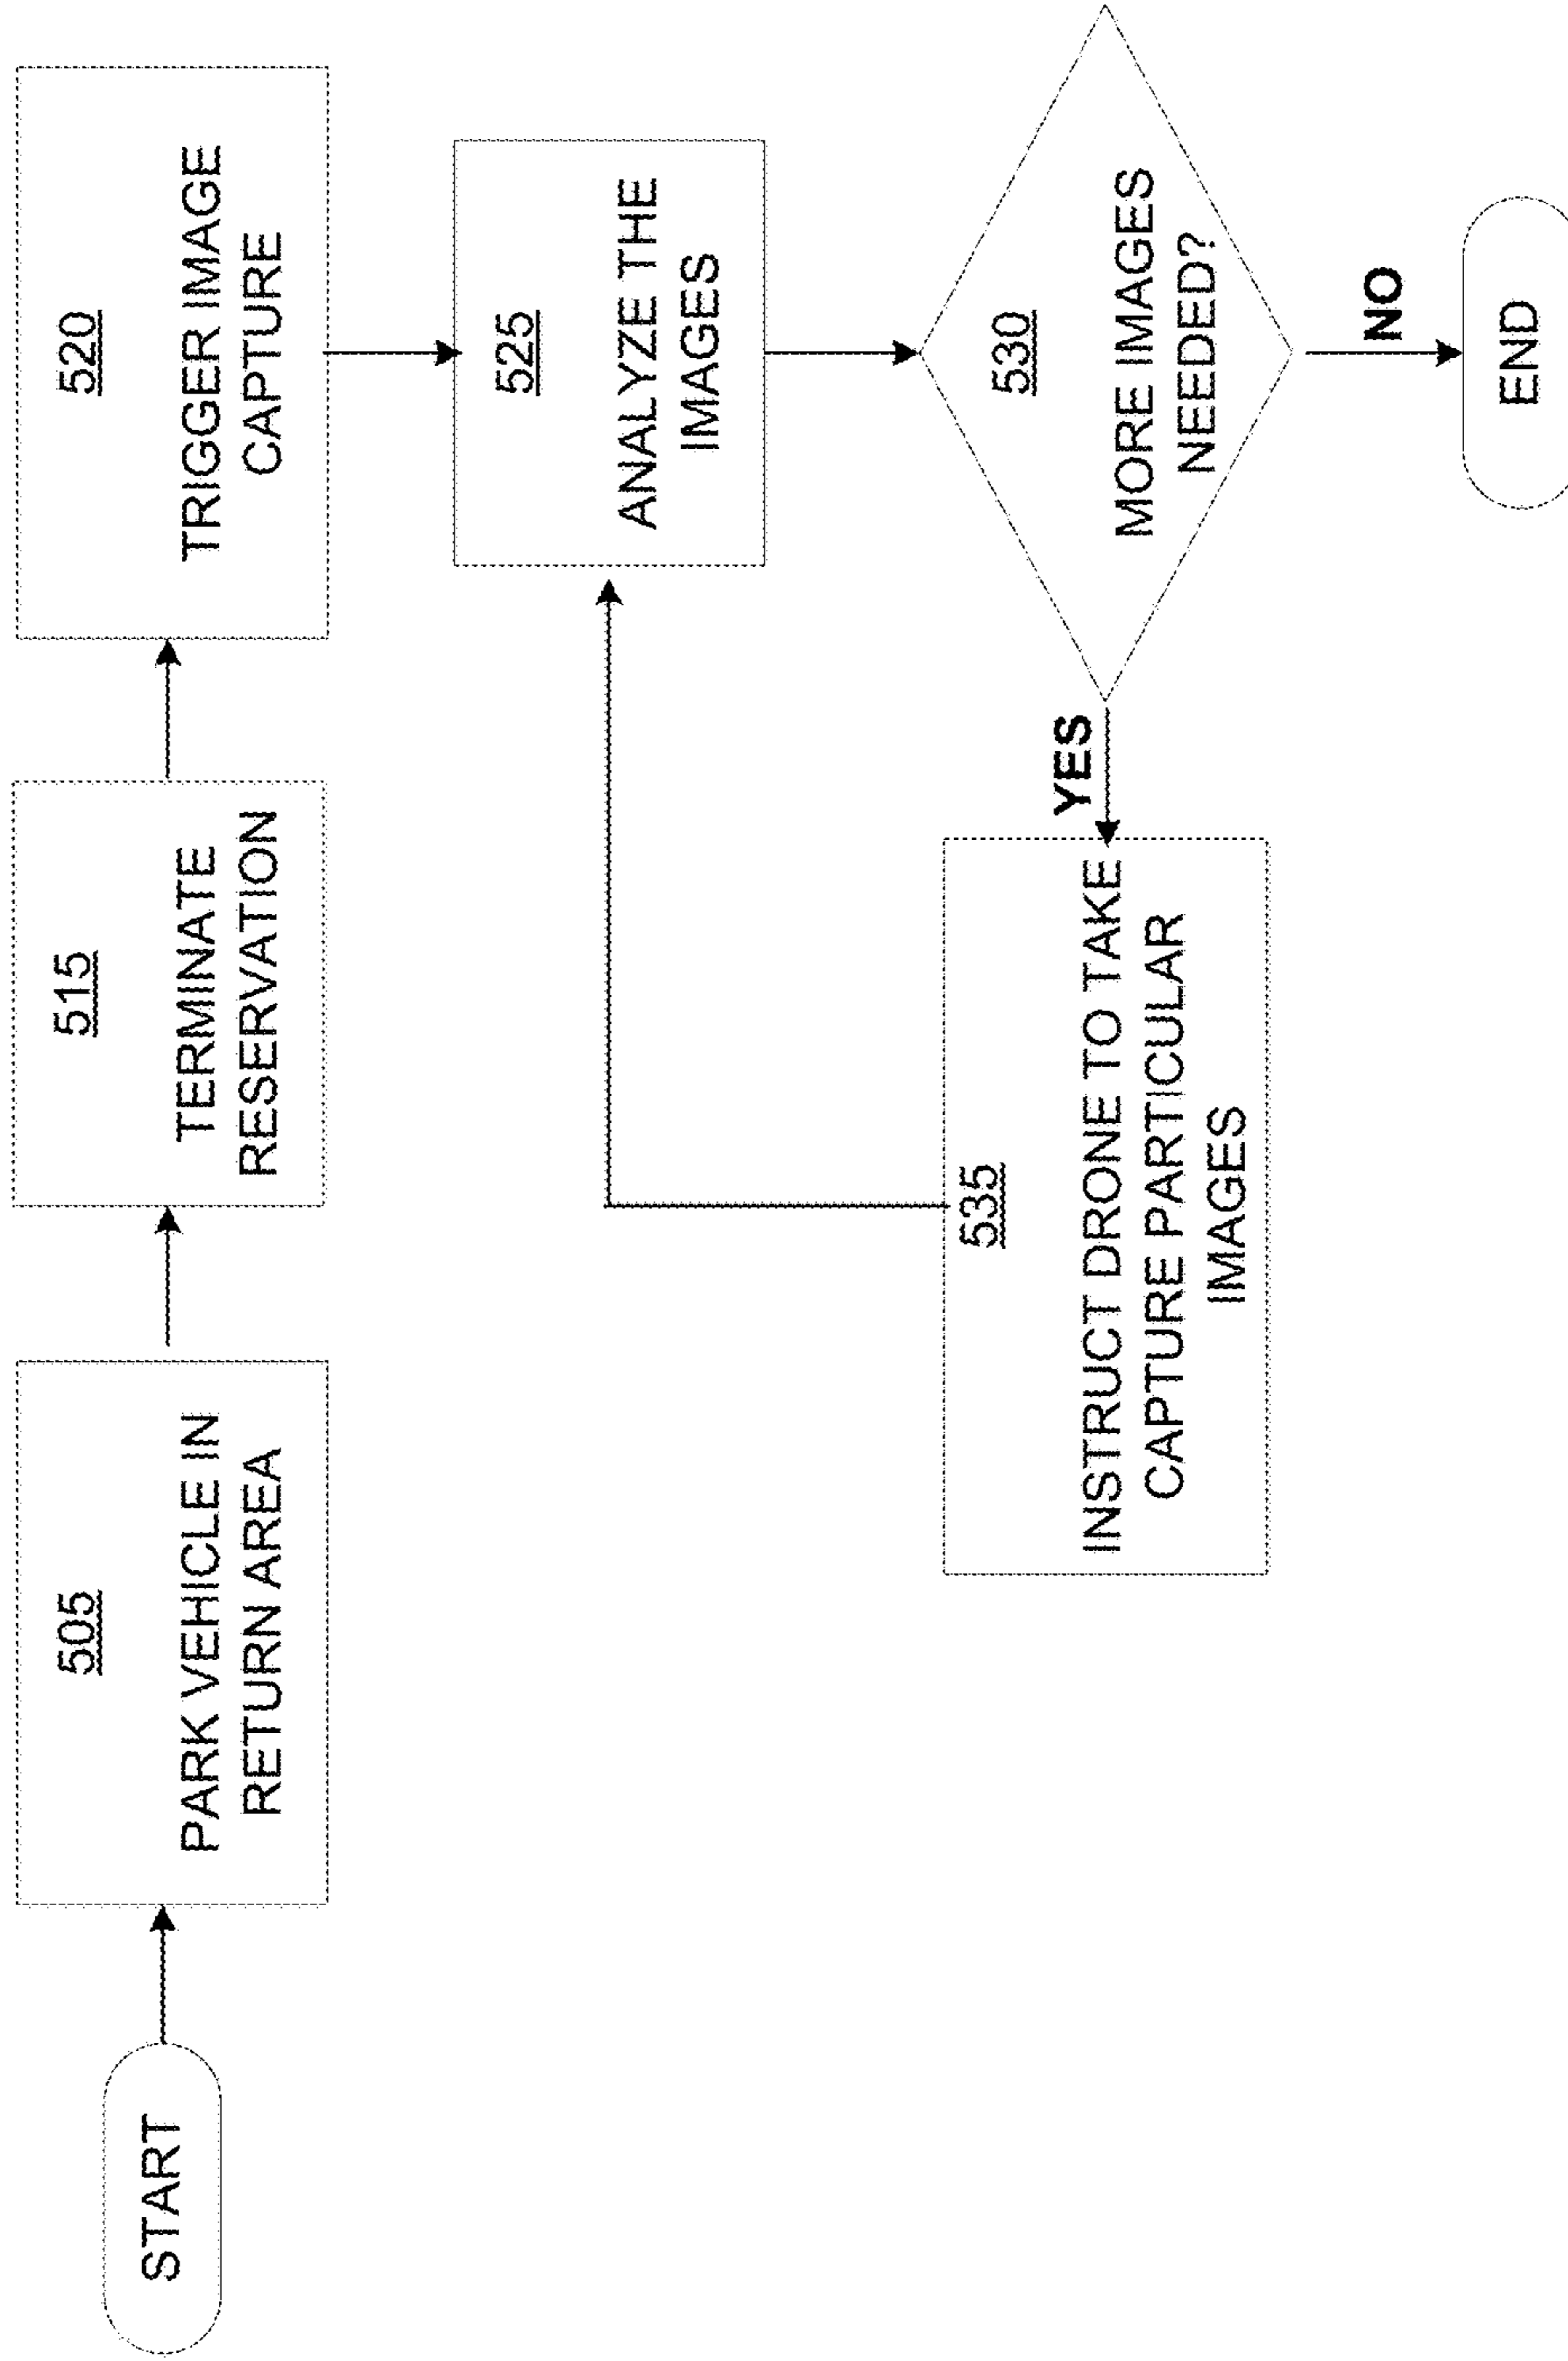 START
505
PARK VEHICLE IN
RETURN AREA
515
TERMINATE
RESERVATION
520
TRIGGER IMAGE
CAPTURE
525
ANALYZE THE
IMAGES
530
MORE IMAGES
NEEDED?
YES
535
INSTRUCT DRONE TO TAKE
CAPTURE PARTICULAR
IMAGES
NO
END